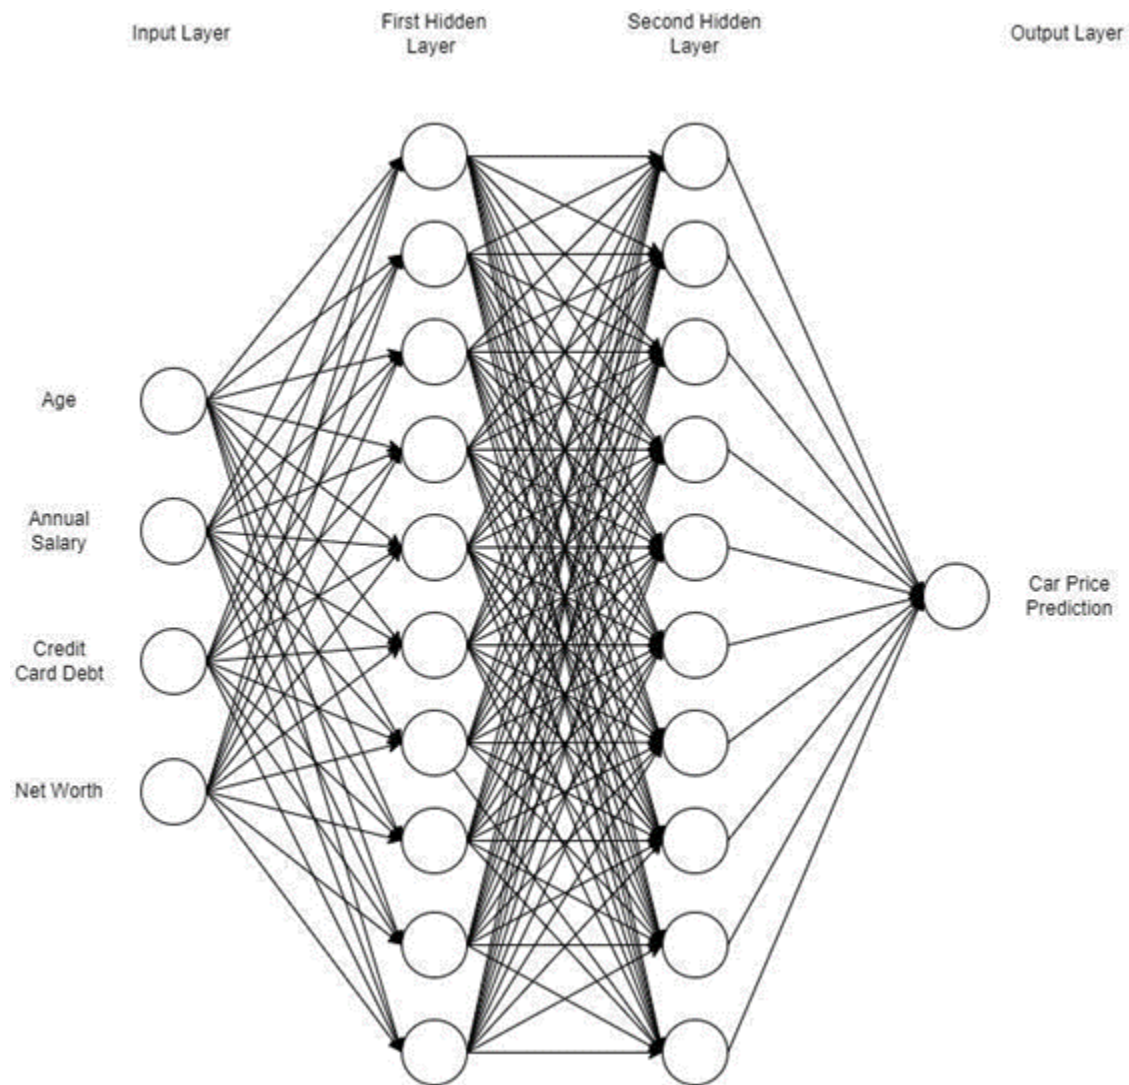 Input Layer
First Hidden
Layer
Second Hidden
Layer
Output Layer
Age
Annual
Salary
Credit
Card Debt
Net Worth
Car Price
Prediction